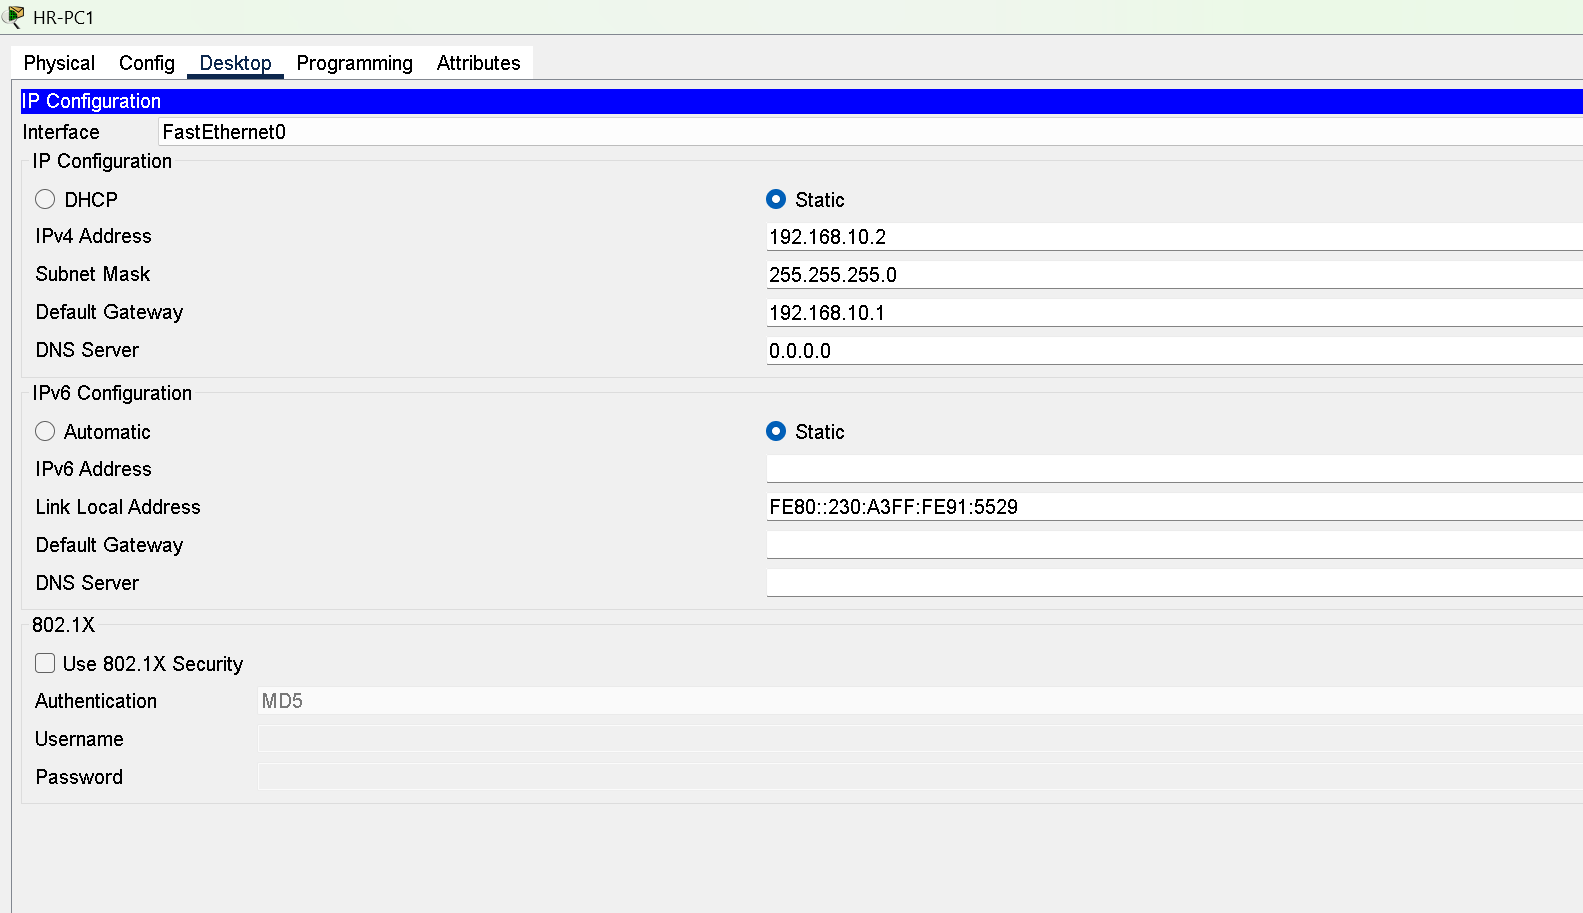 HR-PC1
Physical Config Desktop Programming Attributes
IP Configuration
Interface FastEthernet0
IP Configuration
DHCP Static
IPv4 Address 192.168.10.2
Subnet Mask 255.255.255.0
Default Gateway 192.168.10.1
DNS Server 0.0.0.0
IPv6 Configuration
Automatic Static
IPv6 Address
Link Local Address FE80::230:A3FF:FE91:5529
Default Gateway
DNS Server
802.1X
Use 802.1X Security
Authentication MD5
Username
Password